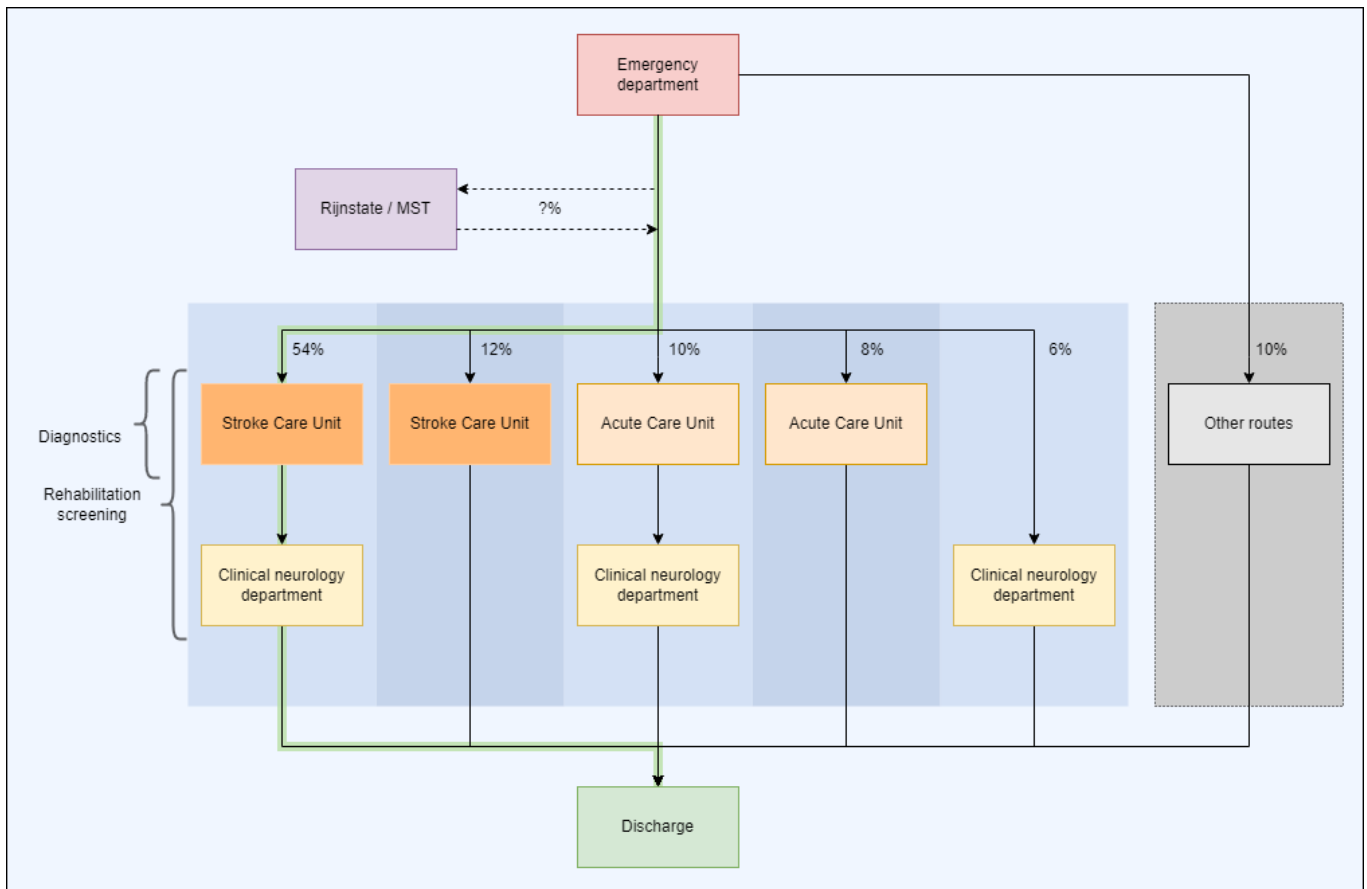 Emergency
department
Rijnstate / MST
?%
54%
12%
10%
8%
6%
10%
Diagnostics
Stroke Care Unit
Stroke Care Unit
Acute Care Unit
Acute Care Unit
Other routes
Rehabilitation
screening
Clinical neurology
department
Clinical neurology
department
Clinical neurology
department
Discharge